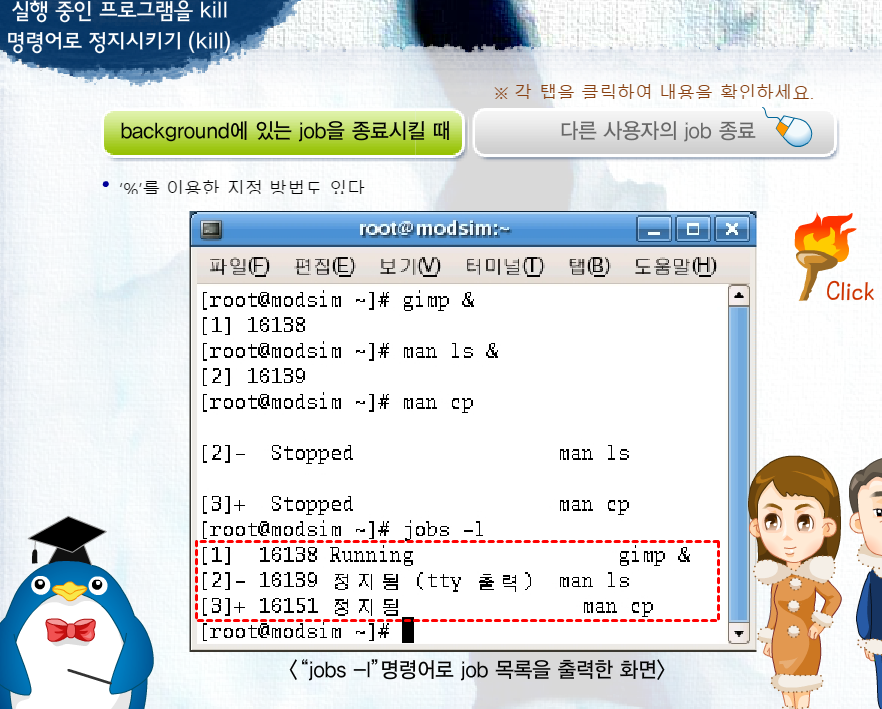 실행 중인 프로그램을 kill
명령어로 정지시키기 (kill)
※ 각 탭을 클릭하여 내용을 확인하세요.
background에 있는 job을 종료시킬 때
다른 사용자의 job 종료
• '%'를 이용한 지정 방법도 있다
root@modsim:~
파일(F) 편집(E) 보기(V) 터미널(T) 탭(B) 도움말(H)
[root@modsim ~]# gimp &
[1] 16138
[root@modsim ~]# man ls &
[2] 16139
[root@modsim ~]# man cp
[2]- Stopped man ls
[3]+ Stopped man cp
[root@modsim ~]# jobs -l
[1] 16138 Running gimp &
[2]- 16139 정지됨 (tty 출력) man ls
[3]+ 16151 정지됨 man cp
[root@modsim ~]#
Click
〈 “jobs –l”명령어로 job 목록을 출력한 화면〉